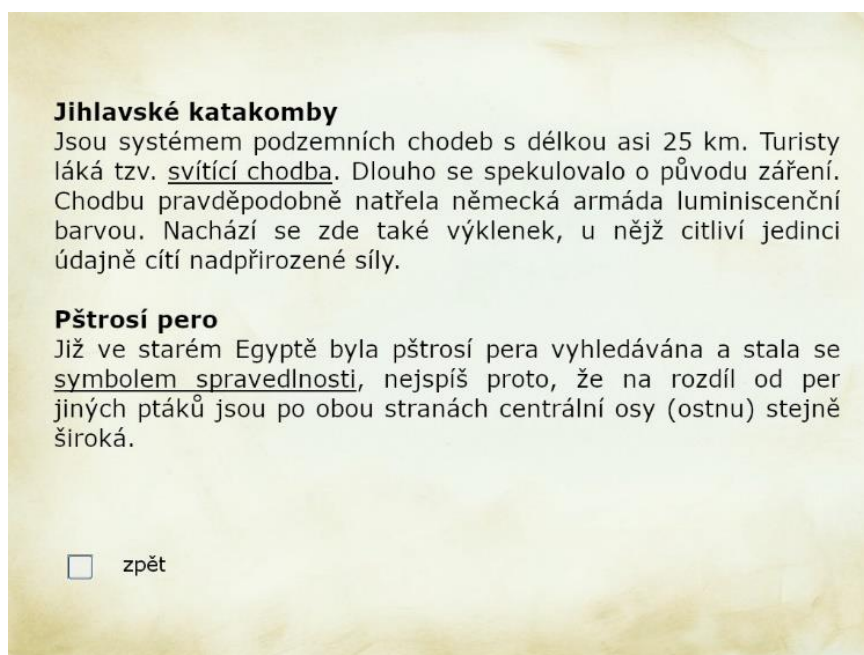 Jihlavské katakomby
Jsou systémem podzemních chodeb s délkou asi 25 km. Turisty
láká tzv. svítící chodba. Dlouho se spekulovalo o původu záření.
Chodbu pravděpodobně natřela německá armáda luminiscenční
barvou. Nachází se zde také výklenek, u nějž citliví jedinci
údajně cítí nadpřirozené síly.
Pštrosí pero
Již ve starém Egyptě byla pštrosí pera vyhledávána a stala se
symbolem spravedlnosti, nejspíš proto, že na rozdíl od per
jiných ptáků jsou po obou stranách centrální osy (ostnu) stejně
široká.
zpět